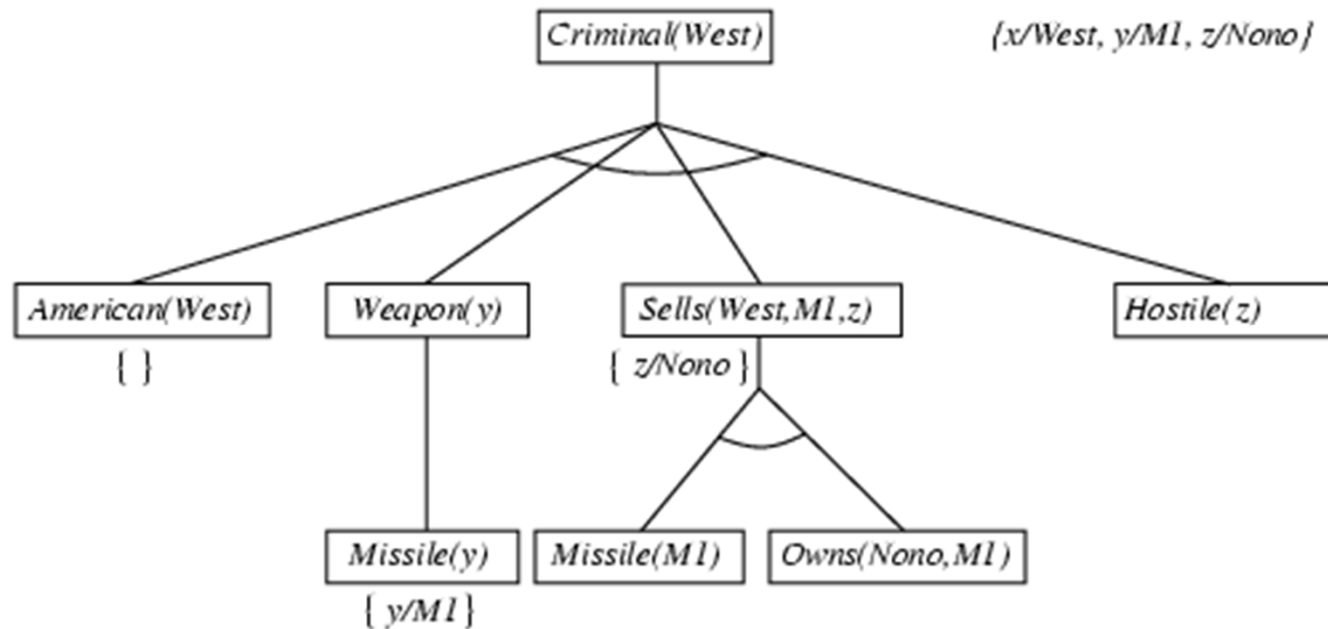 Criminal(West)
{x/West, y/M1, z/Nono}
American(West)
Weapon(y)
Sells(West,M1,z)
Hostile(z)
{ }
{ z/Nono }
Missile(y)
Missile(M1)
Owns(Nono,M1)
{ y/M1 }